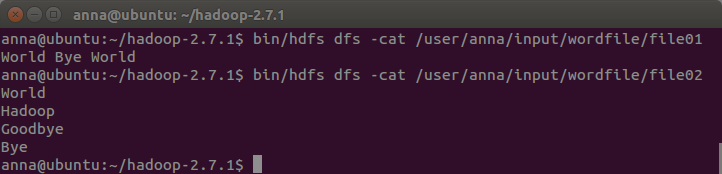 anna@ubuntu: ~/hadoop-2.7.1
anna@ubuntu:~/hadoop-2.7.1$ bin/hdfs dfs -cat /user/anna/input/wordfile/file01
World Bye World
anna@ubuntu:~/hadoop-2.7.1$ bin/hdfs dfs -cat /user/anna/input/wordfile/file02
World
Hadoop
Goodbye
Bye
anna@ubuntu:~/hadoop-2.7.1$